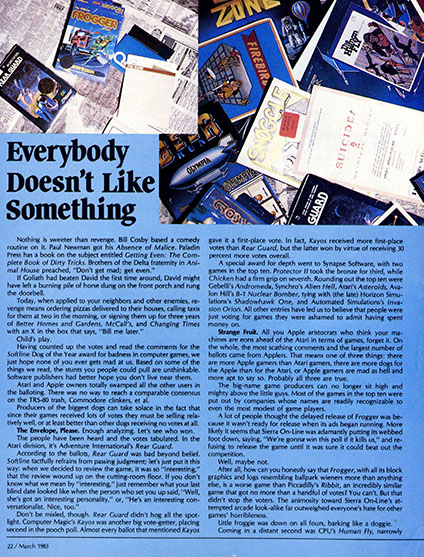 FROGGER
ZONE
FIREBIRD
REAR GUARD
SNOGGLE
SUICIDE!
OLYMPIA
GUARD
Everybody
Doesn't Like
Something
Nothing is sweeter than revenge. Bill Cosby based a comedy
routine on it. Paul Newman got his Absence of Malice. Paladin
Press has a book on the subject entitled Getting Even: The Com-
plete Book of Dirty Tricks. Brothers of the Delta fraternity in Ani-
mal House preached, "Don't get mad; get even."
If Goliath had beaten David the first time around, David might
have left a burning pile of horse dung on the front porch and rung
the doorbell.
Today, when applied to your neighbors and other enemies, re-
venge means ordering pizzas delivered to their houses, calling taxis
for them at two in the morning, or signing them up for three years
of Better Homes and Gardens, McCall's, and Changing Times
with an X in the box that says, "Bill me later."
Child's play.
Having counted up the votes and read the comments for the
Softline Dog of the Year award for badness in computer games, we
just hope none of you ever gets mad at us. Based on some of the
things we read, the stunts you people could pull are unthinkable.
Software publishers had better hope you don't live near them.
Atari and Apple owners totally swamped all the other users in
the balloting. There was no way to reach a comparable consensus
on the TRS-80 trash, Commodore clinkers, et al.
Producers of the biggest dogs can take solace in the fact that
since their games received lots of votes they must be selling rela-
tively well, or at least better than other dogs receiving no votes at all.
The Envelope, Please. Enough analyzing. Let's see who won.
The people have been heard and the votes tabulated. In the
Atari division, it's Adventure International's Rear Guard.
According to the ballots, Rear Guard was bad beyond belief.
Softline tactfully refrains from passing judgment; let's just put it this
way: when we decided to review the game, it was so "interesting,"
that the review wound up on the cutting-room floor. If you don't
know what we mean by "interesting," just remember what your last
blind date looked like when the person who set you up said, "Well,
she's got an interesting personality," or, "He's an interesting con-
versationalist. Nice, too."
Don't be misled, though. Rear Guard didn't hog all the spot-
light. Computer Magic's Kayos was another big vote-getter, placing
second in the pooch poll. Almost every ballot that mentioned Kayos
gave it a first-place vote. In fact, Kayos received more first-place
votes than Rear Guard, but the latter won by virtue of receiving 30
percent more votes overall.
A special award for depth went to Synapse Software, with two
games in the top ten. Protector II took the bronze for third, while
Chicken had a firm grip on seventh. Rounding out the top ten were
Gebelli's Andromeda, Synchro's Alien Hell, Atari's Asteroids, Ava-
lon Hill's B-1 Nuclear Bomber, tying with (the late) Horizon Simu-
lation's Shadowhawk One, and Automated Simulations's Inva-
sion Orion. All other entries have led us to believe that people were
just voting for games they were ashamed to admit having spent
money on.
Strange Fruit. All you Apple aristocrats who think your ma-
chines are eons ahead of the Atari in terms of games, forget it. On
the whole, the most scathing comments and the largest number of
ballots came from Applers. That means one of three things: there
are more Apple gamers than Atari gamers, there are more dogs for
the Apple than for the Atari, or Apple gamers are mad as hell and
more apt to say so. Probably all three are true.
The big-name game producers can no longer sit high and
mighty above the little guys. Most of the games in the top ten were
put out by companies whose names are readily recognizable to
even the most modest of game players.
A lot of people thought the delayed release of Frogger was be-
cause it wasn't ready for release when its ads began running. More
likely it seems that Sierra On-Line was adamantly putting its webbed
foot down, saying, "We're gonna win this poll if it kills us," and re-
fusing to release the game until it was sure it could beat out the
competition.
Well, maybe not.
After all, how can you honestly say that Frogger, with all its block
graphics and logs resembling ballpark wieners more than anything
else, is a worse game than Piccadilly's Ribbit, an incredibly similar
game that got no more than a handful of votes? You can't. But that
didn't stop the voters. The animosity toward Sierra On-Line's at-
tempted arcade look-alike far outweighed everyone's hate for other
games' horribleness.
Little froggie was down on all fours, barking like a doggie.
Coming in a distant second was CPU's Human Fly, narrowly
22 / March 1983